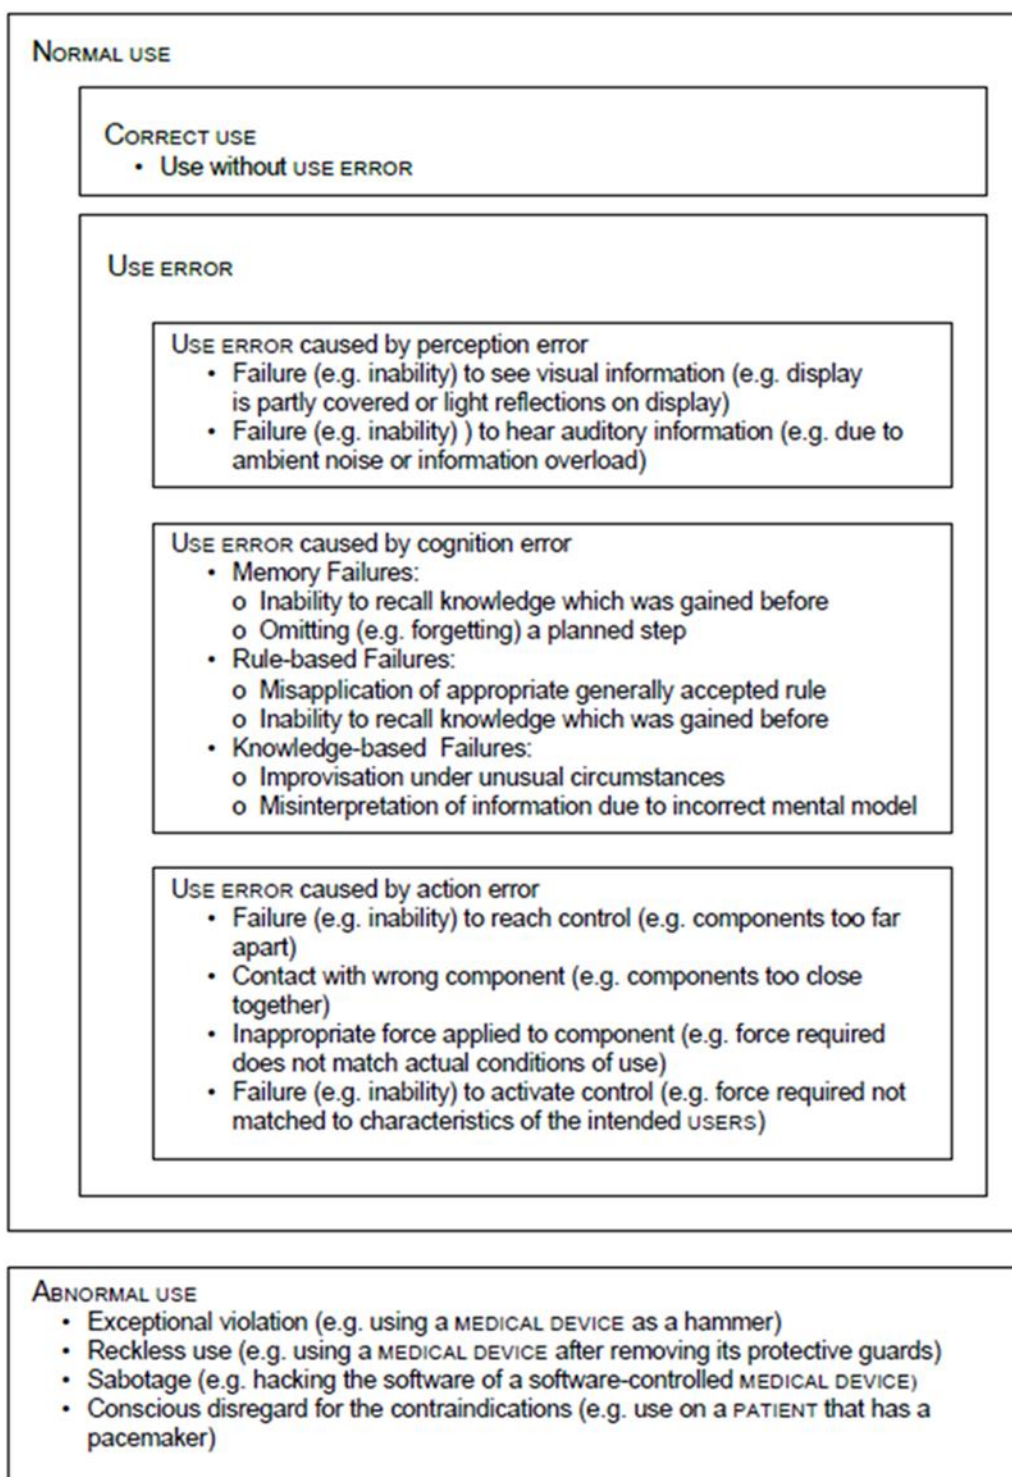 NORMAL USE
CORRECT USE
• Use without USE ERROR
USE ERROR
USE ERROR caused by perception error
• Failure (e.g. inability) to see visual information (e.g. display
is partly covered or light reflections on display)
• Failure (e.g. inability) ) to hear auditory information (e.g. due to
ambient noise or information overload)
USE ERROR caused by cognition error
• Memory Failures:
o Inability to recall knowledge which was gained before
o Omitting (e.g. forgetting) a planned step
• Rule-based Failures:
o Misapplication of appropriate generally accepted rule
o Inability to recall knowledge which was gained before
• Knowledge-based Failures:
o Improvisation under unusual circumstances
o Misinterpretation of information due to incorrect mental model
USE ERROR caused by action error
• Failure (e.g. inability) to reach control (e.g. components too far
apart)
• Contact with wrong component (e.g. components too close
together)
• Inappropriate force applied to component (e.g. force required
does not match actual conditions of use)
• Failure (e.g. inability) to activate control (e.g. force required not
matched to characteristics of the intended USERS)
ABNORMAL USE
• Exceptional violation (e.g. using a MEDICAL DEVICE as a hammer)
• Reckless use (e.g. using a MEDICAL DEVICE after removing its protective guards)
• Sabotage (e.g. hacking the software of a software-controlled MEDICAL DEVICE)
• Conscious disregard for the contraindications (e.g. use on a PATIENT that has a
pacemaker)